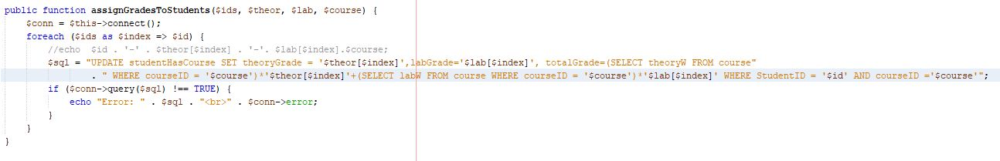 public function assignGradesToStudents($ids, $theor, $lab, $course) {
$conn = $this->connect();
foreach ($ids as $index => $id) {
//echo  $id . '-' . $theor[$index] . '-'. $lab[$index].$course;
$sql = "UPDATE studentHasCourse SET theoryGrade = '$theor[$index]',labGrade='$lab[$index]', totalGrade=(SELECT theoryW FROM course"
. " WHERE courseID = '$course')*'$theor[$index]'+(SELECT labW FROM course WHERE courseID = '$course')*'$lab[$index]' WHERE StudentID = '$id' AND courseID ='$course'";
if ($conn->query($sql) !== TRUE) {
echo "Error: " . $sql . "<br>" . $conn->error;
}
}
}